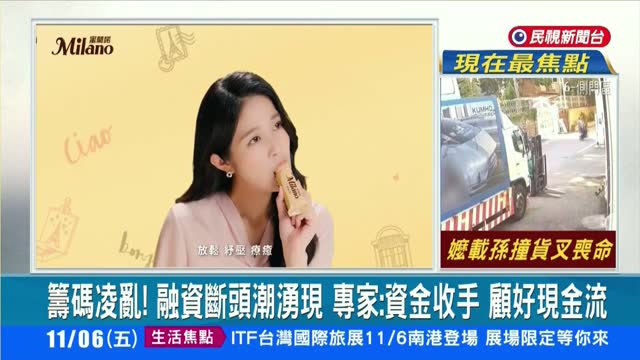 蜜蘭諾
Milano
民視新聞台
現在最焦點
Ciao
KUMHO
Milano
放鬆 紓壓 療癒
嬤載孫撞貨叉喪命
籌碼凌亂! 融資斷頭潮湧現 專家:資金收手 顧好現金流
11/06(五) 生活焦點 ITF台灣國際旅展11/6南港登場 展場限定等你來